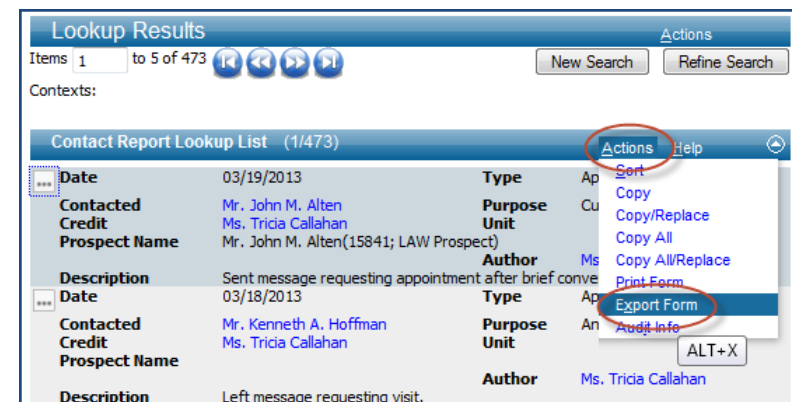 Lookup Results Actions
Items 1 to 5 of 473 New Search Refine Search
Contexts:
Contact Report Lookup List (1/473) Actions Help
... Date 03/19/2013 Type Ap
Sort
Contacted Mr. John M. Alten Purpose Cu
Copy
Credit Ms. Tricia Callahan Unit
Copy/Replace
Prospect Name Mr. John M. Alten(15841; LAW Prospect)
Copy All
Author Ms
Copy All/Replace
Description Sent message requesting appointment after brief conve
Print Form
... Date 03/18/2013 Type Ap
Export Form
Contacted Mr. Kenneth A. Hoffman Purpose An
Audit Info
Credit Ms. Tricia Callahan Unit
ALT+X
Prospect Name
Author Ms. Tricia Callahan
Description Left message requesting visit.